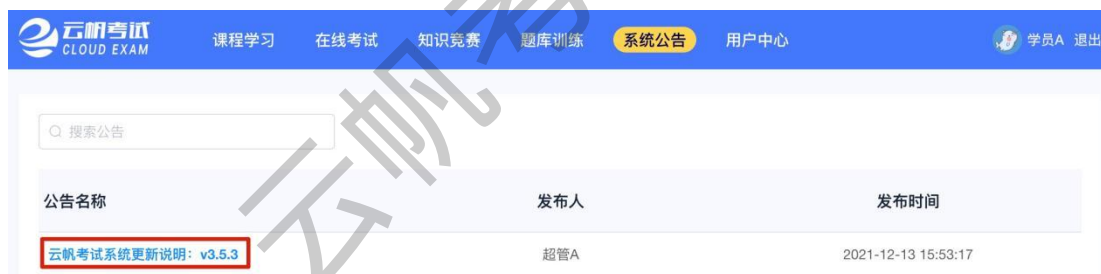 云帆考试
CLOUD EXAM
课程学习 在线考试 知识竞赛 题库训练 系统公告 用户中心 学员A 退出
搜索公告
公告名称 发布人 发布时间
云帆考试系统更新说明：v3.5.3 超管A 2021-12-13 15:53:17
云帆考